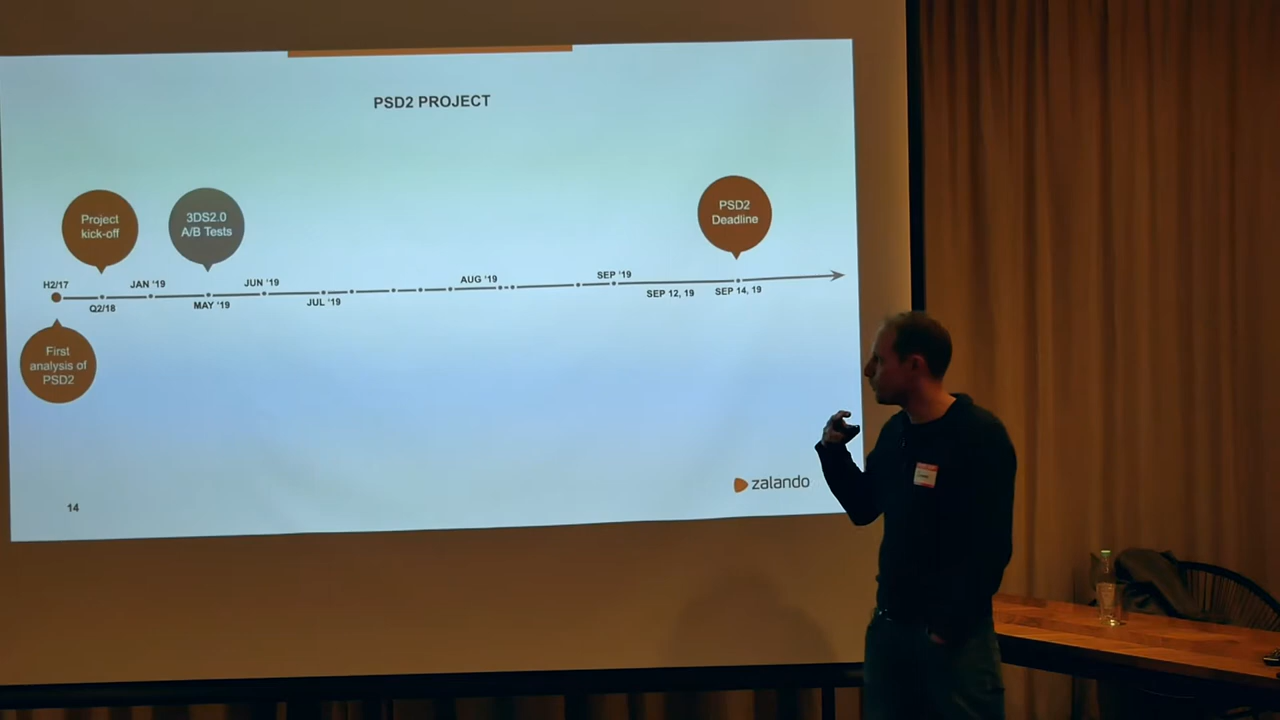 PSD2 PROJECT
Project
kick-off
3DS2.0
A/B Tests
PSD2
Deadline
H2/17
JAN '19
JUN '19
AUG '19
SEP '19
Q2/18
MAY '19
JUL '19
SEP 12, 19
SEP 14, 19
First
analysis of
PSD2
zalando
14